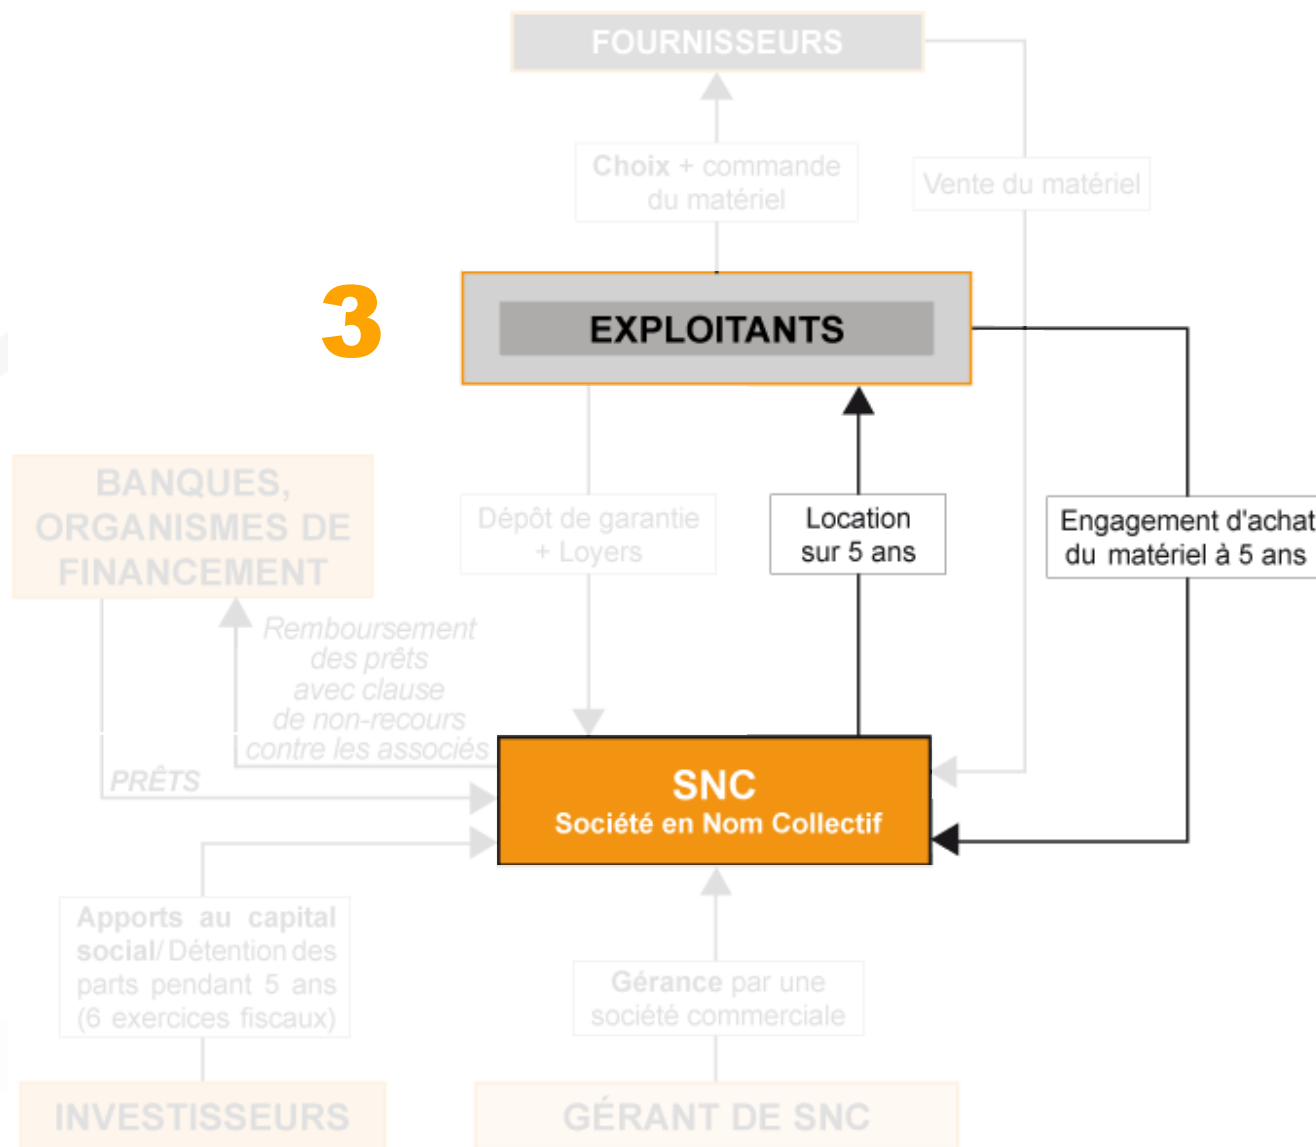 FOURNISSEURS
Choix + commande
du matériel
Vente du matériel
3
EXPLOITANTS
BANQUES,
ORGANISMES DE
FINANCEMENT
Dépôt de garantie
+ Loyers
Location
sur 5 ans
Engagement d'achat
du matériel à 5 ans
Remboursement
des prêts
avec clause
de non-recours
contre les associés
PRÊTS
SNC
Société en Nom Collectif
Apports au capital
social/ Détention des
parts pendant 5 ans
(6 exercices fiscaux)
Gérance par une
société commerciale
INVESTISSEURS
GÉRANT DE SNC